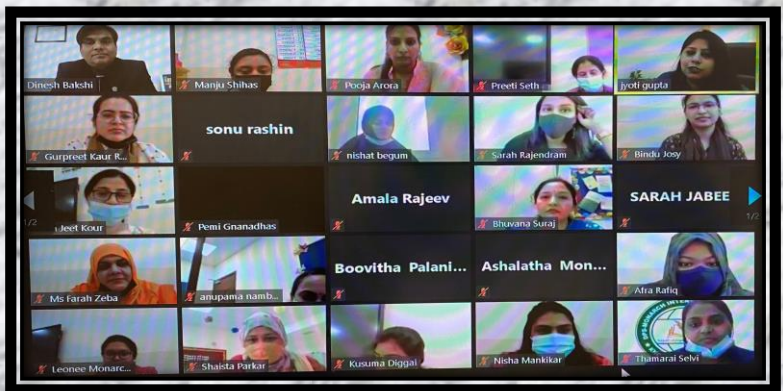 Dinesh Bakshi
Manju Shihas
Pooja Arora
Preeti Seth
jyoti gupta
Gurpreet Kaur R...
sonu rashin
nishat begum
Sarah Rajendram
Bindu Josy
Jeet Kour
Pemi Gnanadhas
Amala Rajeev
Bhuvana Suraj
SARAH JABEE
1/2
1/2
Ms Farah Zeba
anupama namb...
Boovitha Palani...
Ashalatha Mon...
Afra Rafiq
Leonee Monarc...
Shaista Parkar
Kusuma Diggai
Nisha Mankikar
Thamarai Selvi